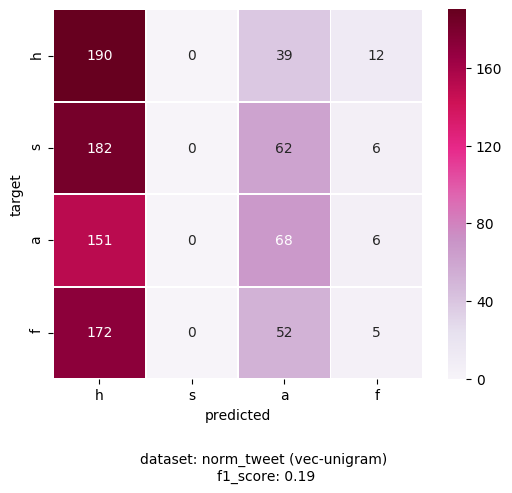 h 190 0 39 12
s 182 0 62 6
a 151 0 68 6
f 172 0 52 5
h s a f
target
predicted
160
120
80
40
0
dataset: norm_tweet (vec-unigram)
f1_score: 0.19